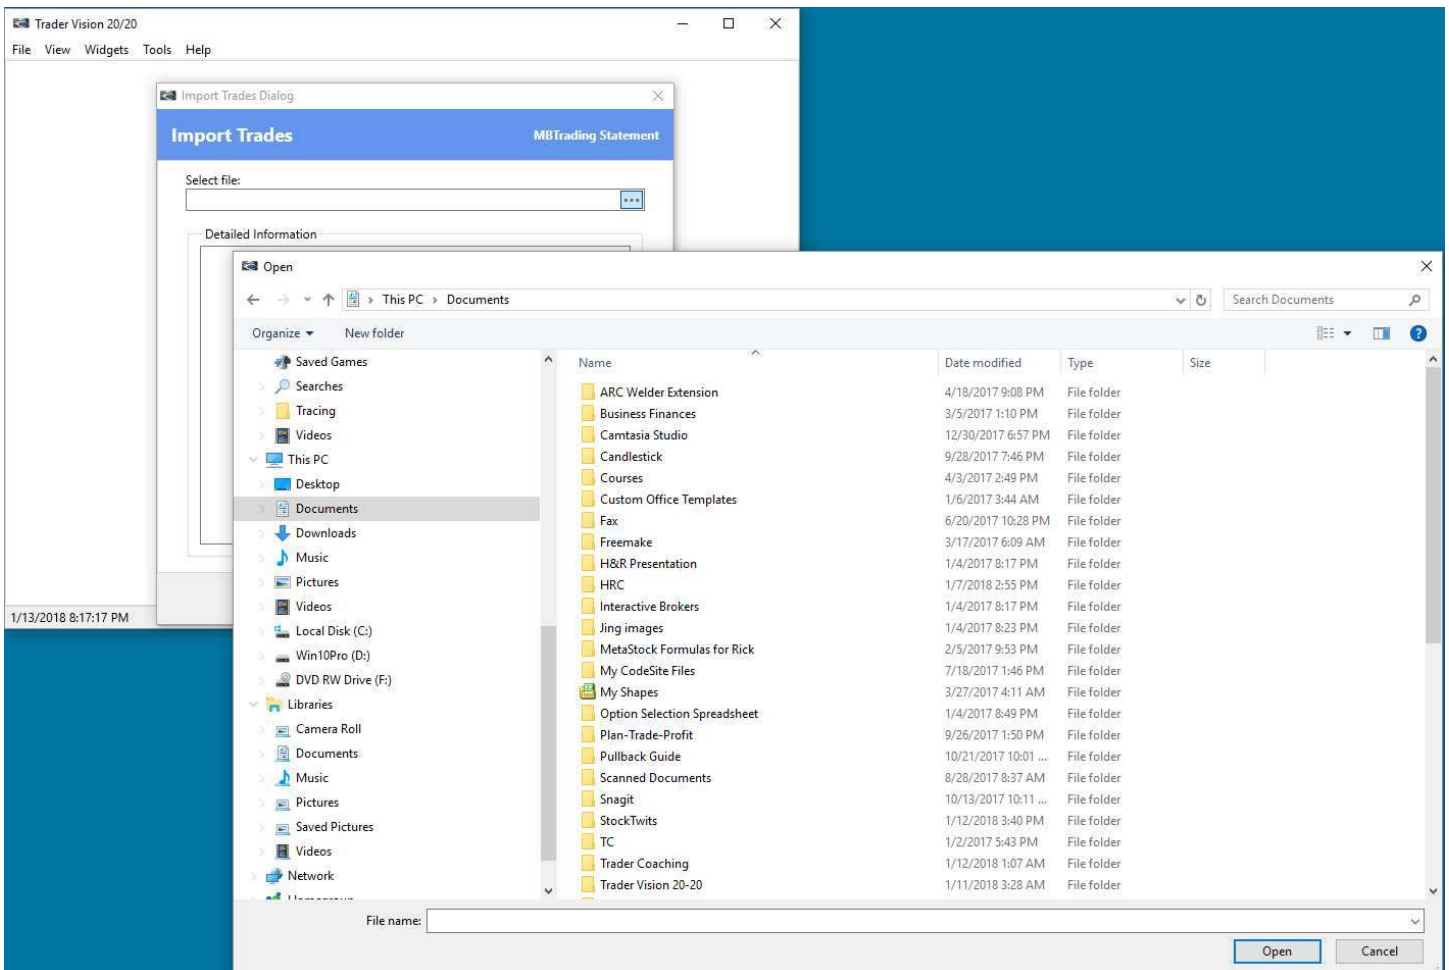 Trader Vision 20/20
File View Widgets Tools Help
Import Trades Dialog
Import Trades MBTrading Statement
Select file:
Detailed Information
Open
This PC › Documents Search Documents
Organize New folder
Name Date modified Type Size
Saved Games
Searches
Tracing
Videos
This PC
Desktop
Documents
Downloads
Music
Pictures
Videos
Local Disk (C:)
Win10Pro (D:)
DVD RW Drive (F:)
Libraries
Camera Roll
Documents
Music
Pictures
Saved Pictures
Videos
Network
ARC Welder Extension 4/18/2017 9:08 PM File folder
Business Finances 3/5/2017 1:10 PM File folder
Camtasia Studio 12/30/2017 6:57 PM File folder
Candlestick 9/28/2017 7:46 PM File folder
Courses 4/3/2017 2:49 PM File folder
Custom Office Templates 1/6/2017 3:44 AM File folder
Fax 6/20/2017 10:28 PM File folder
Freemake 3/17/2017 6:09 AM File folder
H&R Presentation 1/4/2017 8:17 PM File folder
HRC 1/7/2018 2:55 PM File folder
Interactive Brokers 1/4/2017 8:17 PM File folder
Jing images 1/4/2017 8:23 PM File folder
MetaStock Formulas for Rick 2/5/2017 9:53 PM File folder
My CodeSite Files 7/18/2017 1:46 PM File folder
My Shapes 3/27/2017 4:11 AM File folder
Option Selection Spreadsheet 1/4/2017 8:49 PM File folder
Plan-Trade-Profit 9/26/2017 1:50 PM File folder
Pullback Guide 10/21/2017 10:01 ... File folder
Scanned Documents 8/28/2017 8:37 AM File folder
Snagit 10/13/2017 10:11 ... File folder
StockTwits 1/12/2018 3:40 PM File folder
TC 1/2/2017 5:43 PM File folder
Trader Coaching 1/12/2018 1:07 AM File folder
Trader Vision 20-20 1/11/2018 3:28 AM File folder
File name:
Open Cancel
1/13/2018 8:17:17 PM